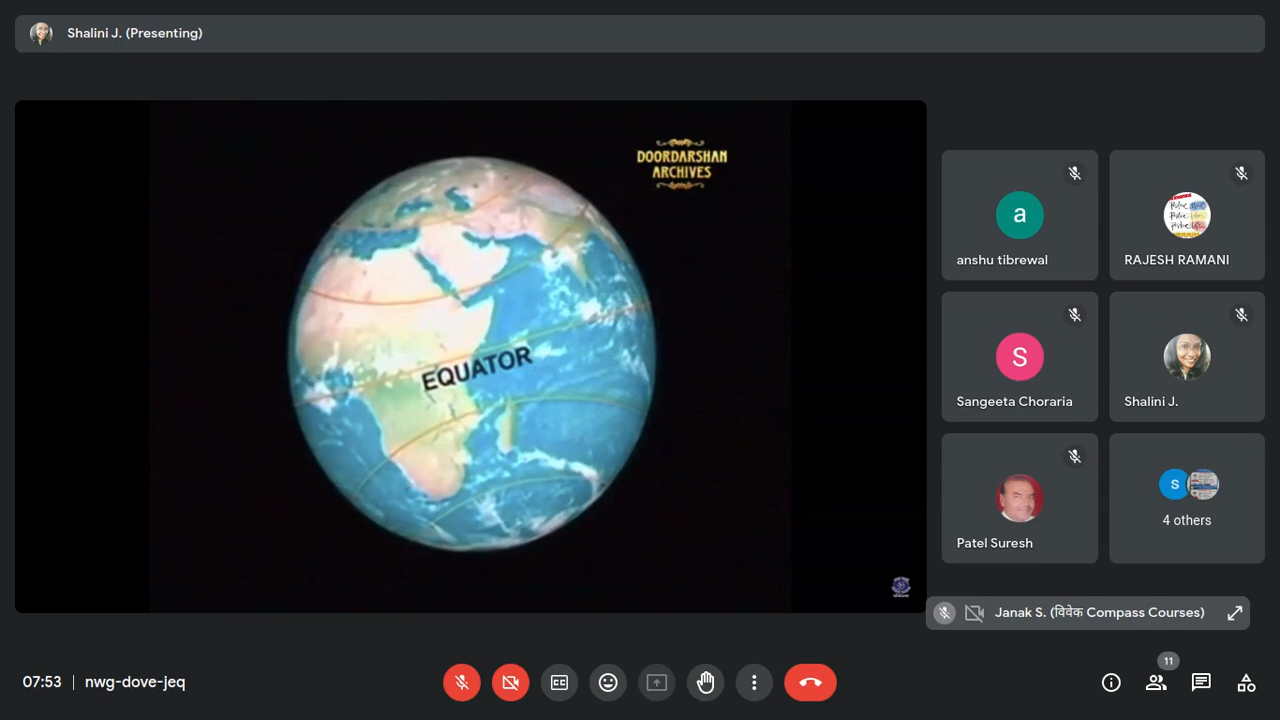 Shalini J. (Presenting)
DOORDARSHAN
ARCHIVES
EQUATOR
a
anshu tibrewal
RAJESH RAMANI
S
Sangeeta Choraria
Shalini J.
Patel Suresh
s
4 others
Janak S. (विवेक Compass Courses)
11
07:53 | nwg-dove-jeq
CC